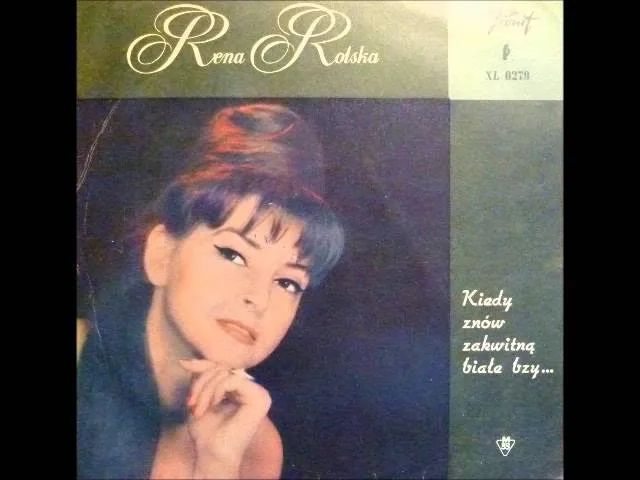 Rena Rolska
Pronit
XL 0279
Kiedy
znów
zakwitną
białe bzy...